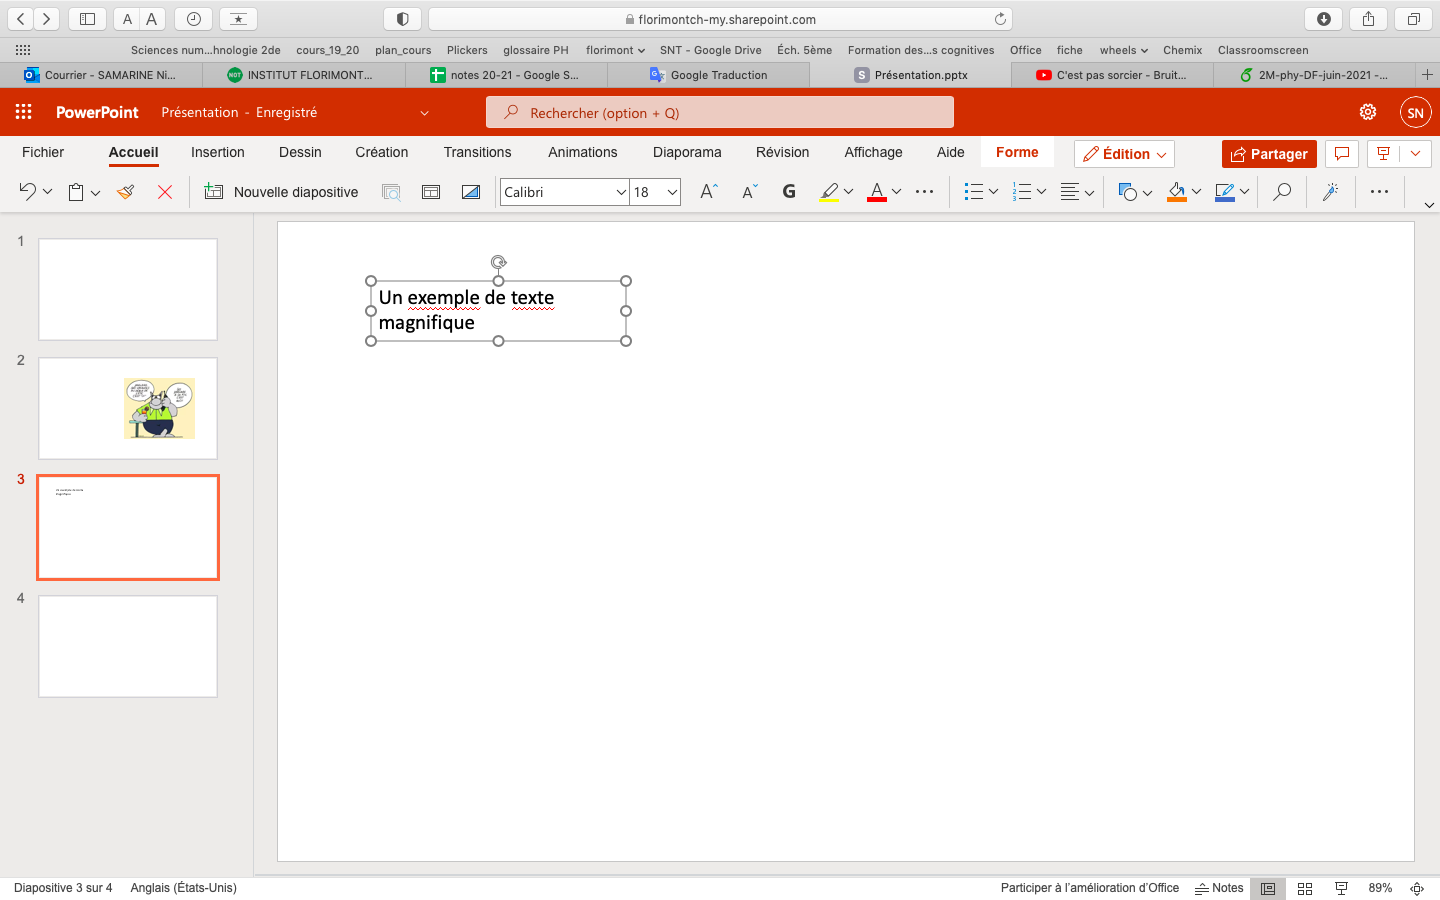 florimontch-my.sharepoint.com
Sciences num...hnologie 2de cours_19_20 plan_cours Plickers glossaire PH florimont SNT - Google Drive Éch. 5ème Formation des...s cognitives Office fiche wheels Chemix Classroomscreen
Courrier - SAMARINE Ni... INSTITUT FLORIMONT... notes 20-21 - Google S... Google Traduction Présentation.pptx C'est pas sorcier - Bruit... 2M-phy-DF-juin-2021 -...
PowerPoint Présentation - Enregistré Rechercher (option + Q) SN
Fichier Accueil Insertion Dessin Création Transitions Animations Diaporama Révision Affichage Aide Forme Édition Partager
Nouvelle diapositive Calibri 18 A A G A
1
2
3
4
Un exemple de texte
magnifique
Diapositive 3 sur 4 Anglais (États-Unis) Participer à l'amélioration d'Office Notes 89%